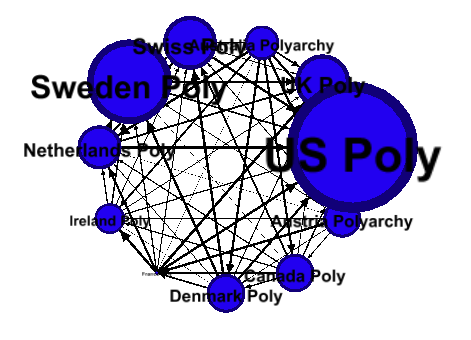 Swiss Poly
Australia Polyarchy
Sweden Poly
UK Poly
Netherlands Poly
US Poly
Ireland Poly
Austria Polyarchy
France
Canada Poly
Denmark Poly